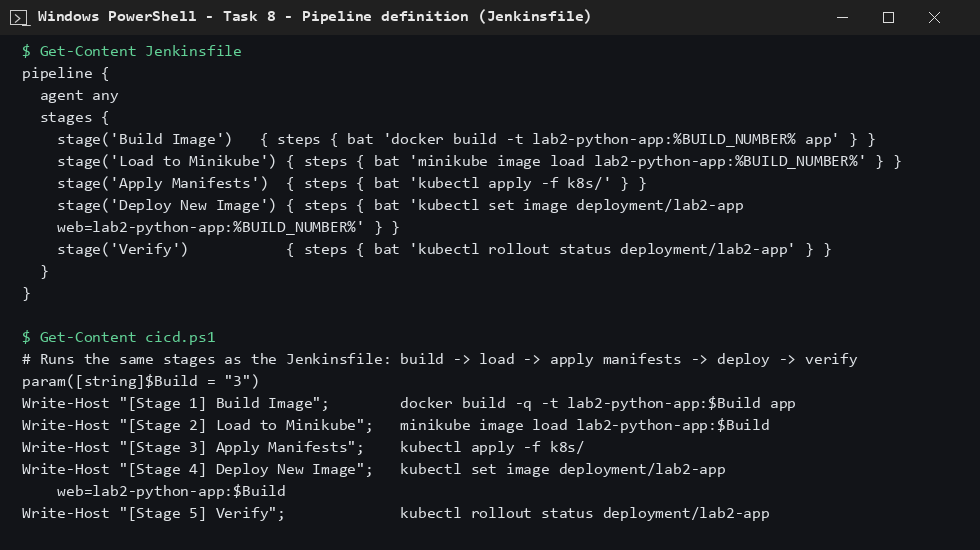 Windows PowerShell - Task 8 - Pipeline definition (Jenkinsfile)
$ Get-Content Jenkinsfile
pipeline {
  agent any
  stages {
    stage('Build Image')   { steps { bat 'docker build -t lab2-python-app:%BUILD_NUMBER% app' } }
    stage('Load to Minikube') { steps { bat 'minikube image load lab2-python-app:%BUILD_NUMBER%' } }
    stage('Apply Manifests')  { steps { bat 'kubectl apply -f k8s/' } }
    stage('Deploy New Image') { steps { bat 'kubectl set image deployment/lab2-app
    web=lab2-python-app:%BUILD_NUMBER%' } }
    stage('Verify')           { steps { bat 'kubectl rollout status deployment/lab2-app' } }
  }
}

$ Get-Content cicd.ps1
# Runs the same stages as the Jenkinsfile: build -> load -> apply manifests -> deploy -> verify
param([string]$Build = "3")
Write-Host "[Stage 1] Build Image";        docker build -q -t lab2-python-app:$Build app
Write-Host "[Stage 2] Load to Minikube";   minikube image load lab2-python-app:$Build
Write-Host "[Stage 3] Apply Manifests";    kubectl apply -f k8s/
Write-Host "[Stage 4] Deploy New Image";   kubectl set image deployment/lab2-app
    web=lab2-python-app:$Build
Write-Host "[Stage 5] Verify";             kubectl rollout status deployment/lab2-app